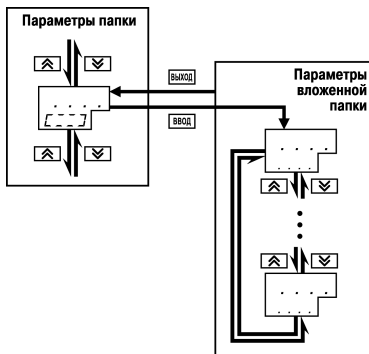 Параметры папки
ВЫХОД
ВВОД
Параметры
вложенной
папки